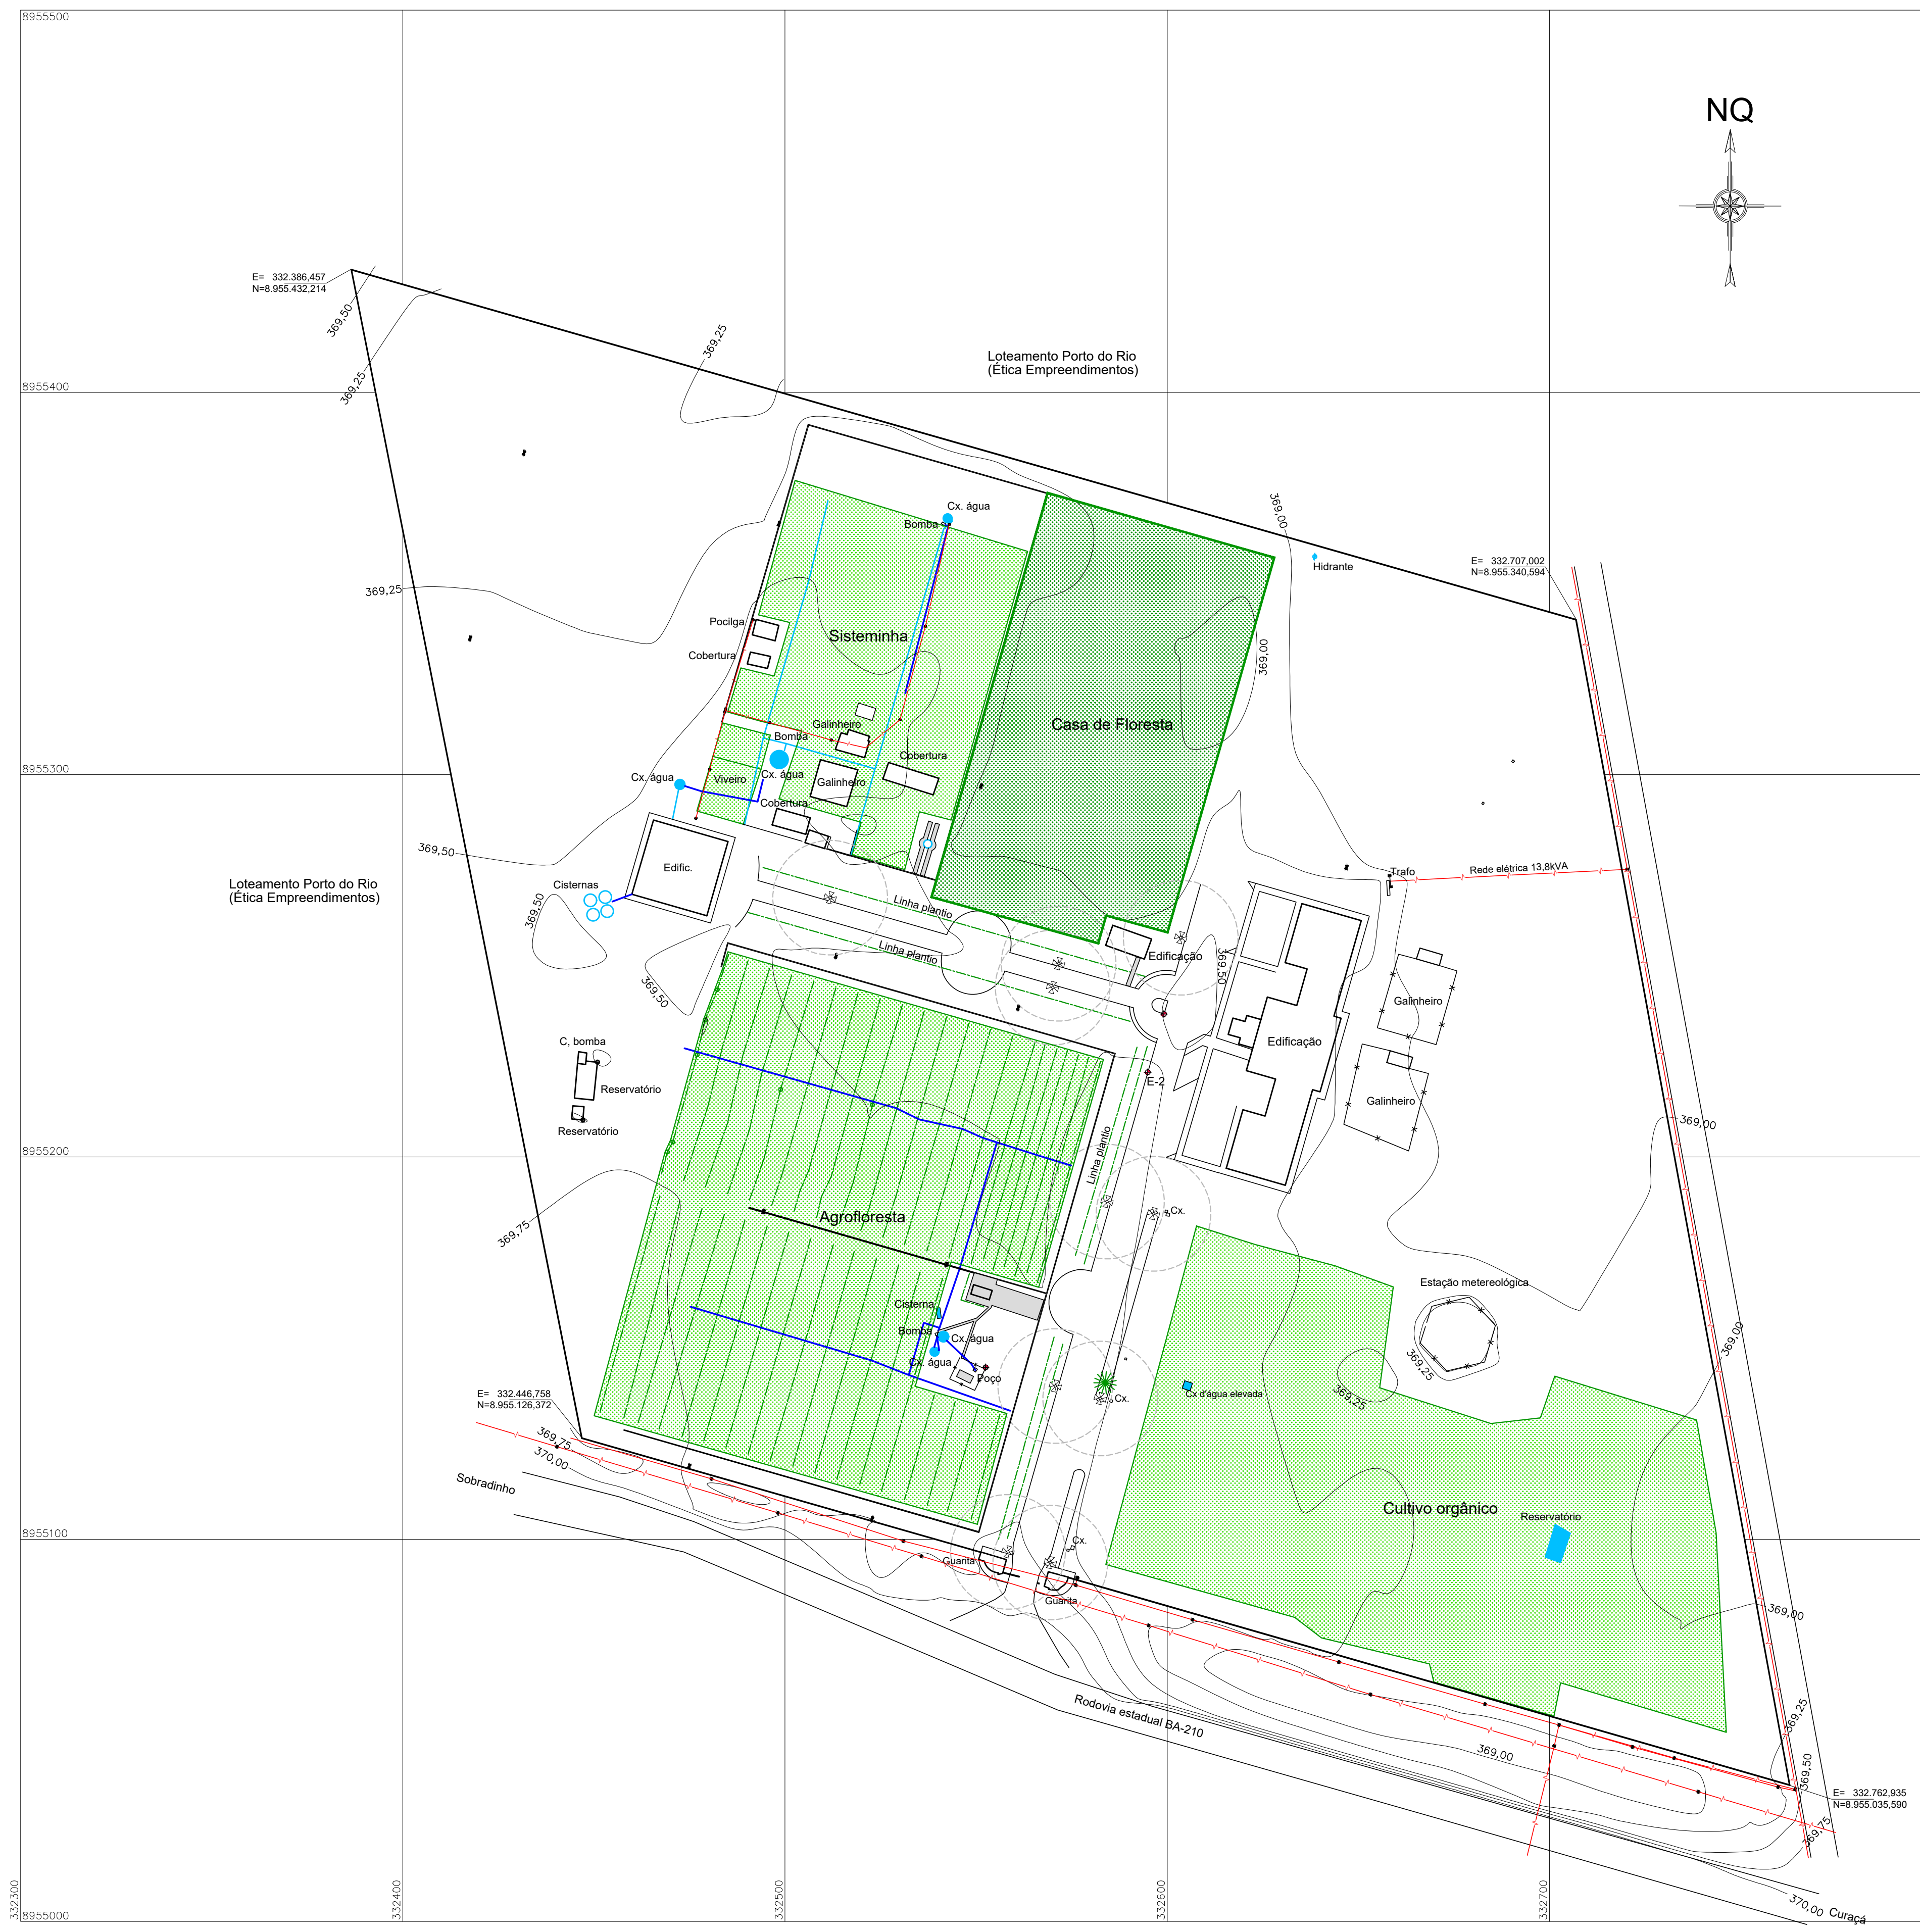 8955500
NQ
E= 332.386,457
N=8.955.432,214
369,50
369,25
369,25
Loteamento Porto do Rio
(Ética Empreendimentos)
8955400
369,00
Cx. água
Bomba
Hidrante
E= 332.707,002
N=8.955.340,594
369,25
Pocilga
Sisteminha
Cobertura
369,00
Galinheiro
Casa de Floresta
Bomba
Cobertura
8955300
Cx. água
Cx. água
Viveiro
Galinheiro
Cobertura
369,50
Edific.
Trafo
Rede elétrica 13,8kVA
Loteamento Porto do Rio
(Ética Empreendimentos)
Cisternas
369,50
Linha plantio
Linha plantio
Edificação
369,50
369,50
Galinheiro
C, bomba
Edificação
Reservatório
E-2
Galinheiro
Reservatório
369,00
8955200
Linha plantio
Cx.
Agrofloresta
369,75
Estação metereológica
Cisterna
Bomba
Cx. água
Cx. água
Poço
369,00
369,25
369,25
Cx d'água elevada
Cx.
E= 332.446,758
N=8.955.126,372
369,75
370,00
Sobradinho
Cultivo orgânico
Reservatório
8955100
Cx.
Guarita
Guarita
369,00
Rodovia estadual BA-210
369,00
369,25
369,50
E= 332.762,935
N=8.955.035,590
369,75
370,00
Curaçá
332300
332400
332500
332600
332700
8955000